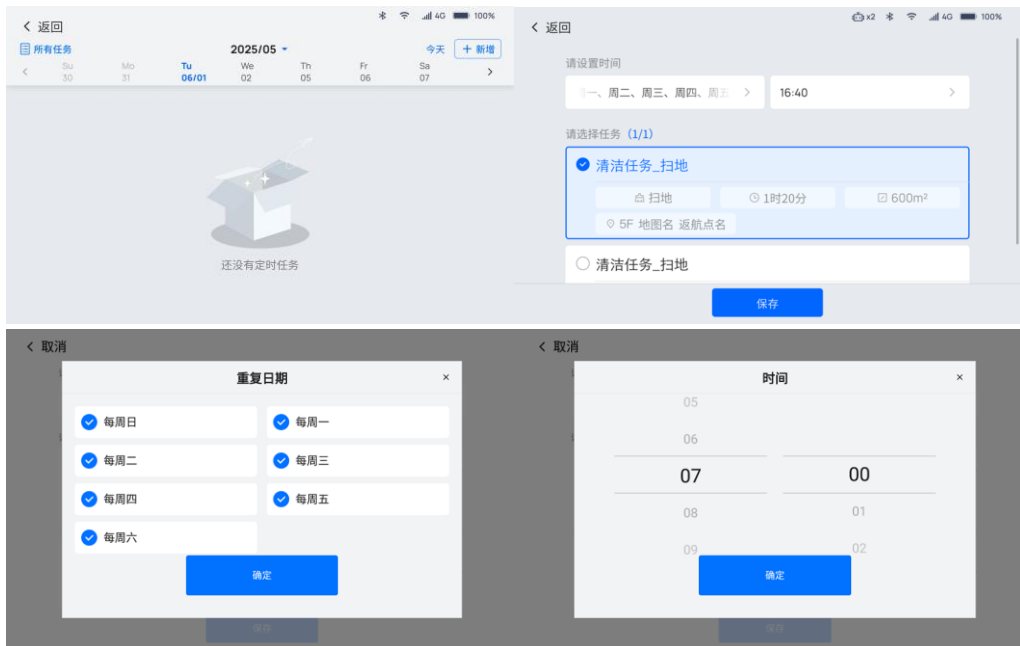 返回
4G 100%
所有任务 2025/05 今天 + 新增
Su Mo Tu We Th Fr Sa
30 31 06/01 02 05 06 07
还没有定时任务
返回
x2 4G 100%
请设置时间
一、周二、周三、周四、周五 16:40
请选择任务 (1/1)
清洁任务_扫地
扫地 1时20分 600m²
5F 地图名 返航点名
清洁任务_扫地
保存
取消
重复日期 ×
每周日 每周一
每周二 每周三
每周四 每周五
每周六
确定
保存
取消
时间 ×
05
06
07 00
08 01
09 02
确定
保存